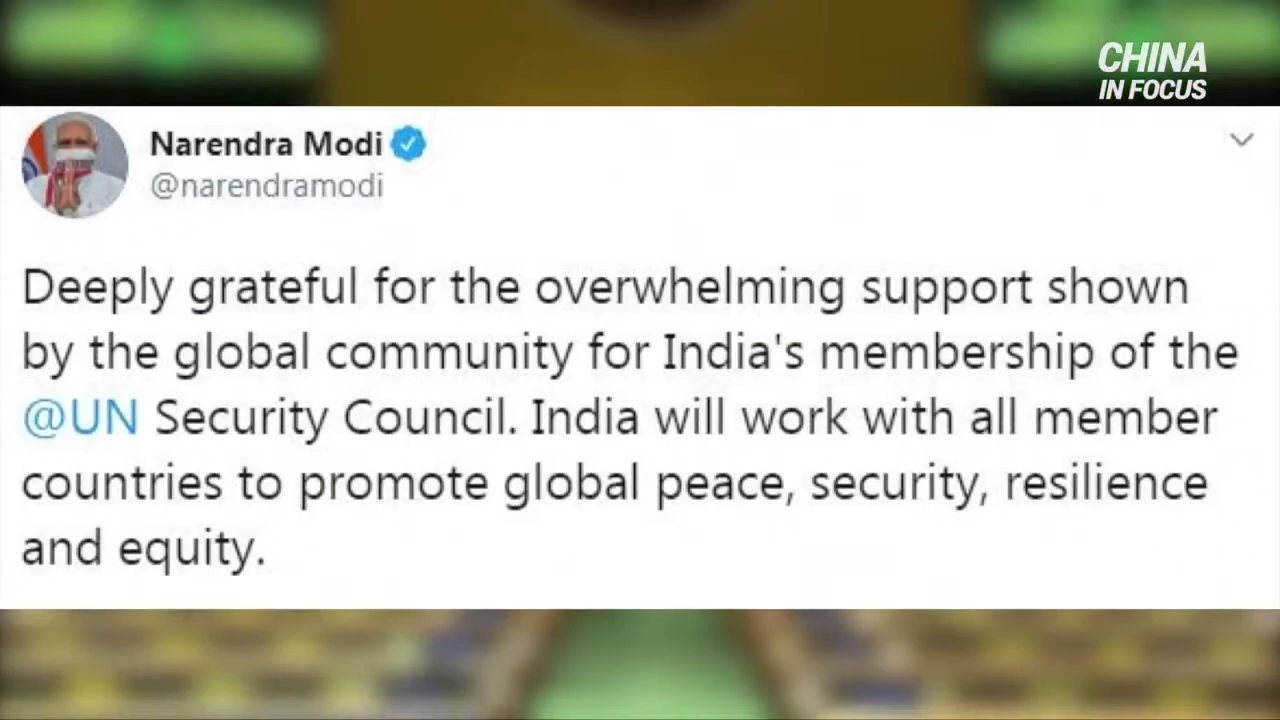 CHINA
IN FOCUS
Narendra Modi
@narendramodi
Deeply grateful for the overwhelming support shown
by the global community for India's membership of the
@UN Security Council. India will work with all member
countries to promote global peace, security, resilience
and equity.